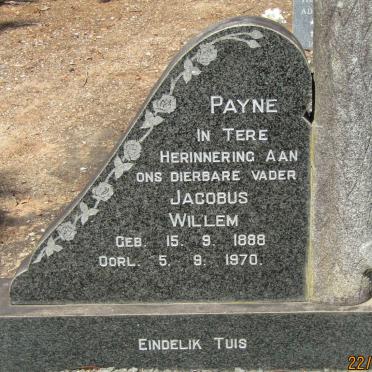 PAYNE
IN TERE
HERINNERING AAN
ONS DIERBARE VADER
JACOBUS
WILLEM
GEB. 15. 9. 1888
OORL. 5. 9. 1970.
EINDELIK TUIS
22/